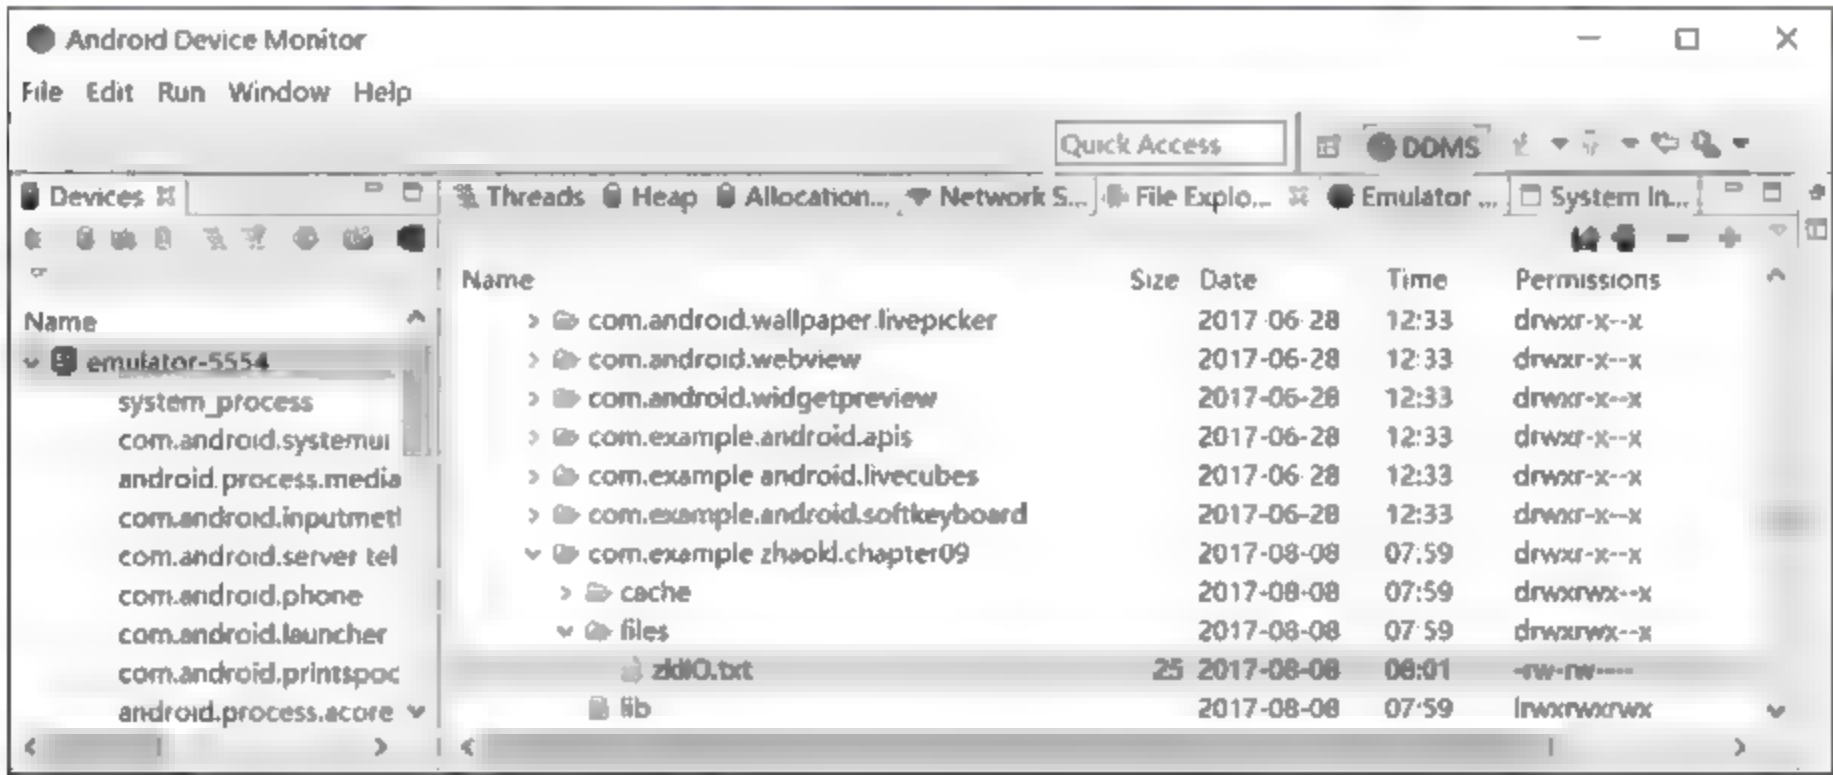 Android Device Monitor
File Edit Run Window Help
Quick Access DDMS
Devices Threads Heap Allocation... Network S... File Explo... Emulator ... System In...
Name Size Date Time Permissions
Name
com.android.wallpaper.livepicker 2017-06-28 12:33 drwxr-x--x
emulator-5554 com.android.webview 2017-06-28 12:33 drwxr-x--x
system_process com.android.widgetpreview 2017-06-28 12:33 drwxr-x--x
com.android.systemui com.example.android.apis 2017-06-28 12:33 drwxr-x--x
android.process.media com.example.android.livecubes 2017-06-28 12:33 drwxr-x--x
com.android.inputmetl com.example.android.softkeyboard 2017-06-28 12:33 drwxr-x--x
com.android.server.tel com.example.zhaokl.chapter09 2017-08-08 07:59 drwxr-x--x
com.android.phone cache 2017-08-08 07:59 drwxrwx--x
com.android.launcher files 2017-08-08 07:59 drwxrwx--x
com.android.printspoc 25 2017-08-08 08:01 -rw-rw----
android.process.acore lib 2017-08-08 07:59 lrwxrwxrwx